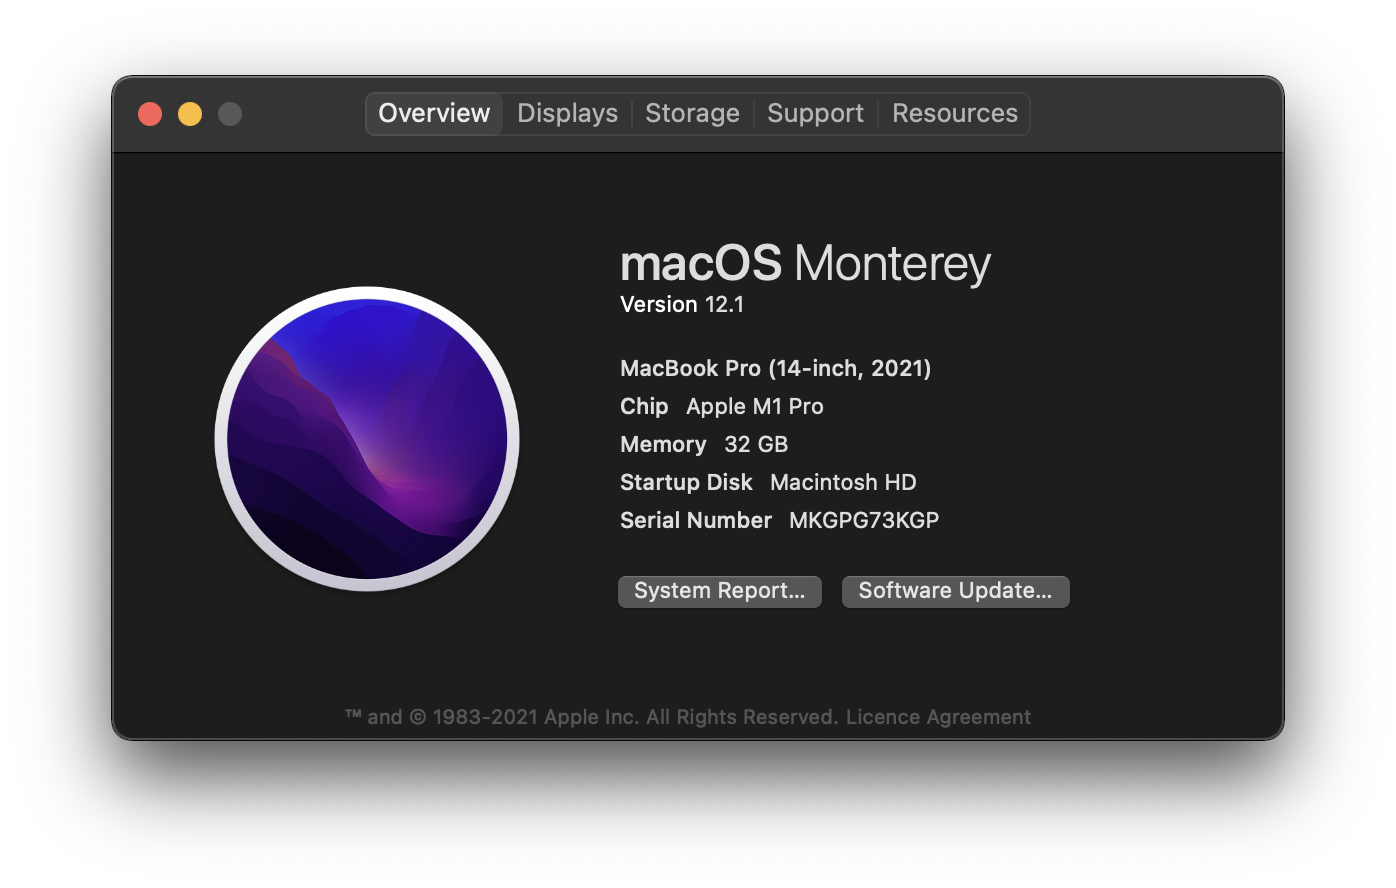 Overview Displays Storage Support Resources
macOS Monterey
Version 12.1
MacBook Pro (14-inch, 2021)
Chip Apple M1 Pro
Memory 32 GB
Startup Disk Macintosh HD
Serial Number MKGPG73KGP
System Report... Software Update...
™ and © 1983-2021 Apple Inc. All Rights Reserved. Licence Agreement